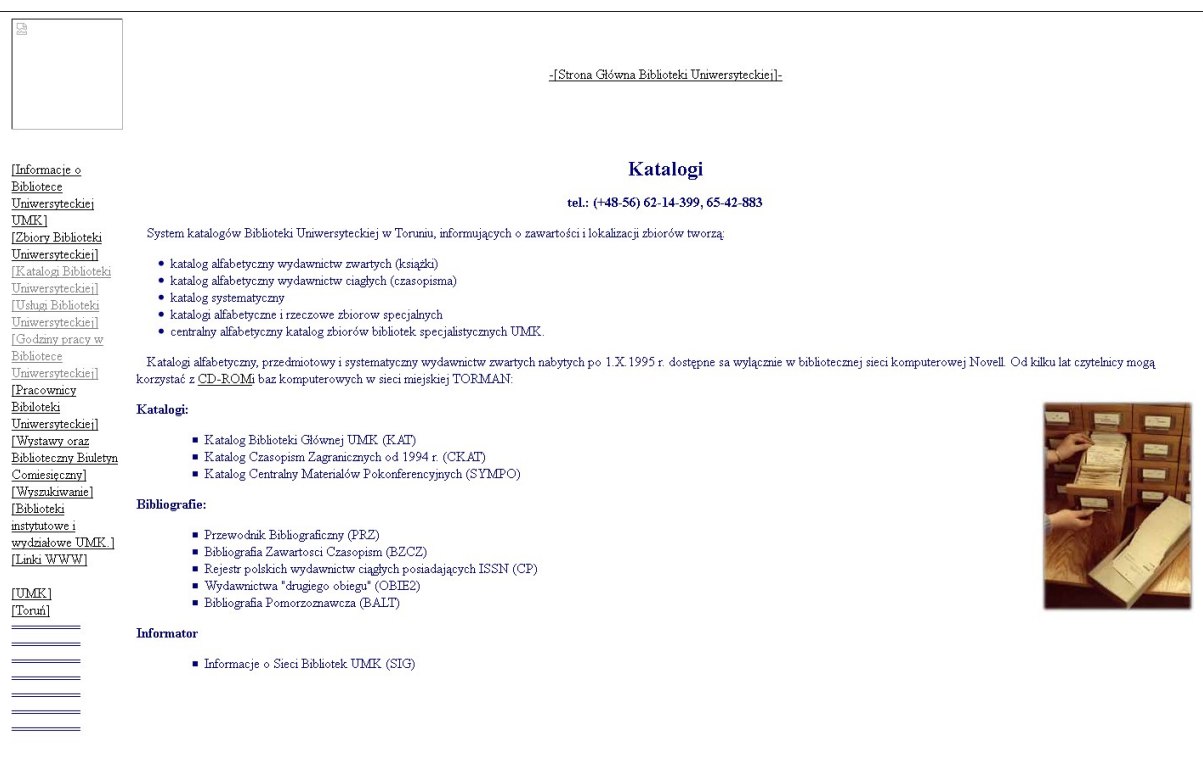 -[Strona Główna Biblioteki Uniwersyteckiej]-
[Informacje o
Bibliotece
Uniwersyteckiej
UMK]
[Zbiory Biblioteki
Uniwersyteckiej]
[Katalogi Biblioteki
Uniwersyteckiej]
[Usługi Biblioteki
Uniwersyteckiej]
[Godziny pracy w
Bibliotece
Uniwersyteckiej]
[Pracownicy
Bibiloteki
Uniwersyteckiej]
[Wystawy oraz
Biblioteczny Biuletyn
Comiesięczny]
[Wyszukiwanie]
[Biblioteki
instytutowe i
wydziałowe UMK.]
[Linki WWW]
[UMK]
[Toruń]
Katalogi
tel.: (+48-56) 62-14-399, 65-42-883
System katalogów Biblioteki Uniwersyteckiej w Toruniu, informujących o zawartości i lokalizacji zbiorów tworzą:
• katalog alfabetyczny wydawnictw zwartych (książki)
• katalog alfabetyczny wydawnictw ciągłych (czasopisma)
• katalog systematyczny
• katalogi alfabetyczne i rzeczowe zbiorow specjalnych
• centralny alfabetyczny katalog zbiorów bibliotek specjalistycznych UMK.
Katalogi alfabetyczny, przedmiotowy i systematyczny wydawnictw zwartych nabytych po 1.X.1995 r. dostępne sa wyłącznie w bibliotecznej sieci komputerowej Novell. Od kilku lat czytelnicy mogą
korzystać z CD-ROMi baz komputerowych w sieci miejskiej TORMAN:
Katalogi:
▪ Katalog Biblioteki Głównej UMK (KAT)
▪ Katalog Czasopism Zagranicznych od 1994 r. (CKAT)
▪ Katalog Centralny Materialów Pokonferencyjnych (SYMPO)
Bibliografie:
▪ Przewodnik Bibliograficzny (PRZ)
▪ Bibliografia Zawartosci Czasopism (BZCZ)
▪ Rejestr polskich wydawnictw ciągłych posiadających ISSN (CP)
▪ Wydawnictwa "drugiego obiegu" (OBIE2)
▪ Bibliografia Pomorzoznawcza (BALT)
Informator
▪ Informacje o Sieci Bibliotek UMK (SIG)